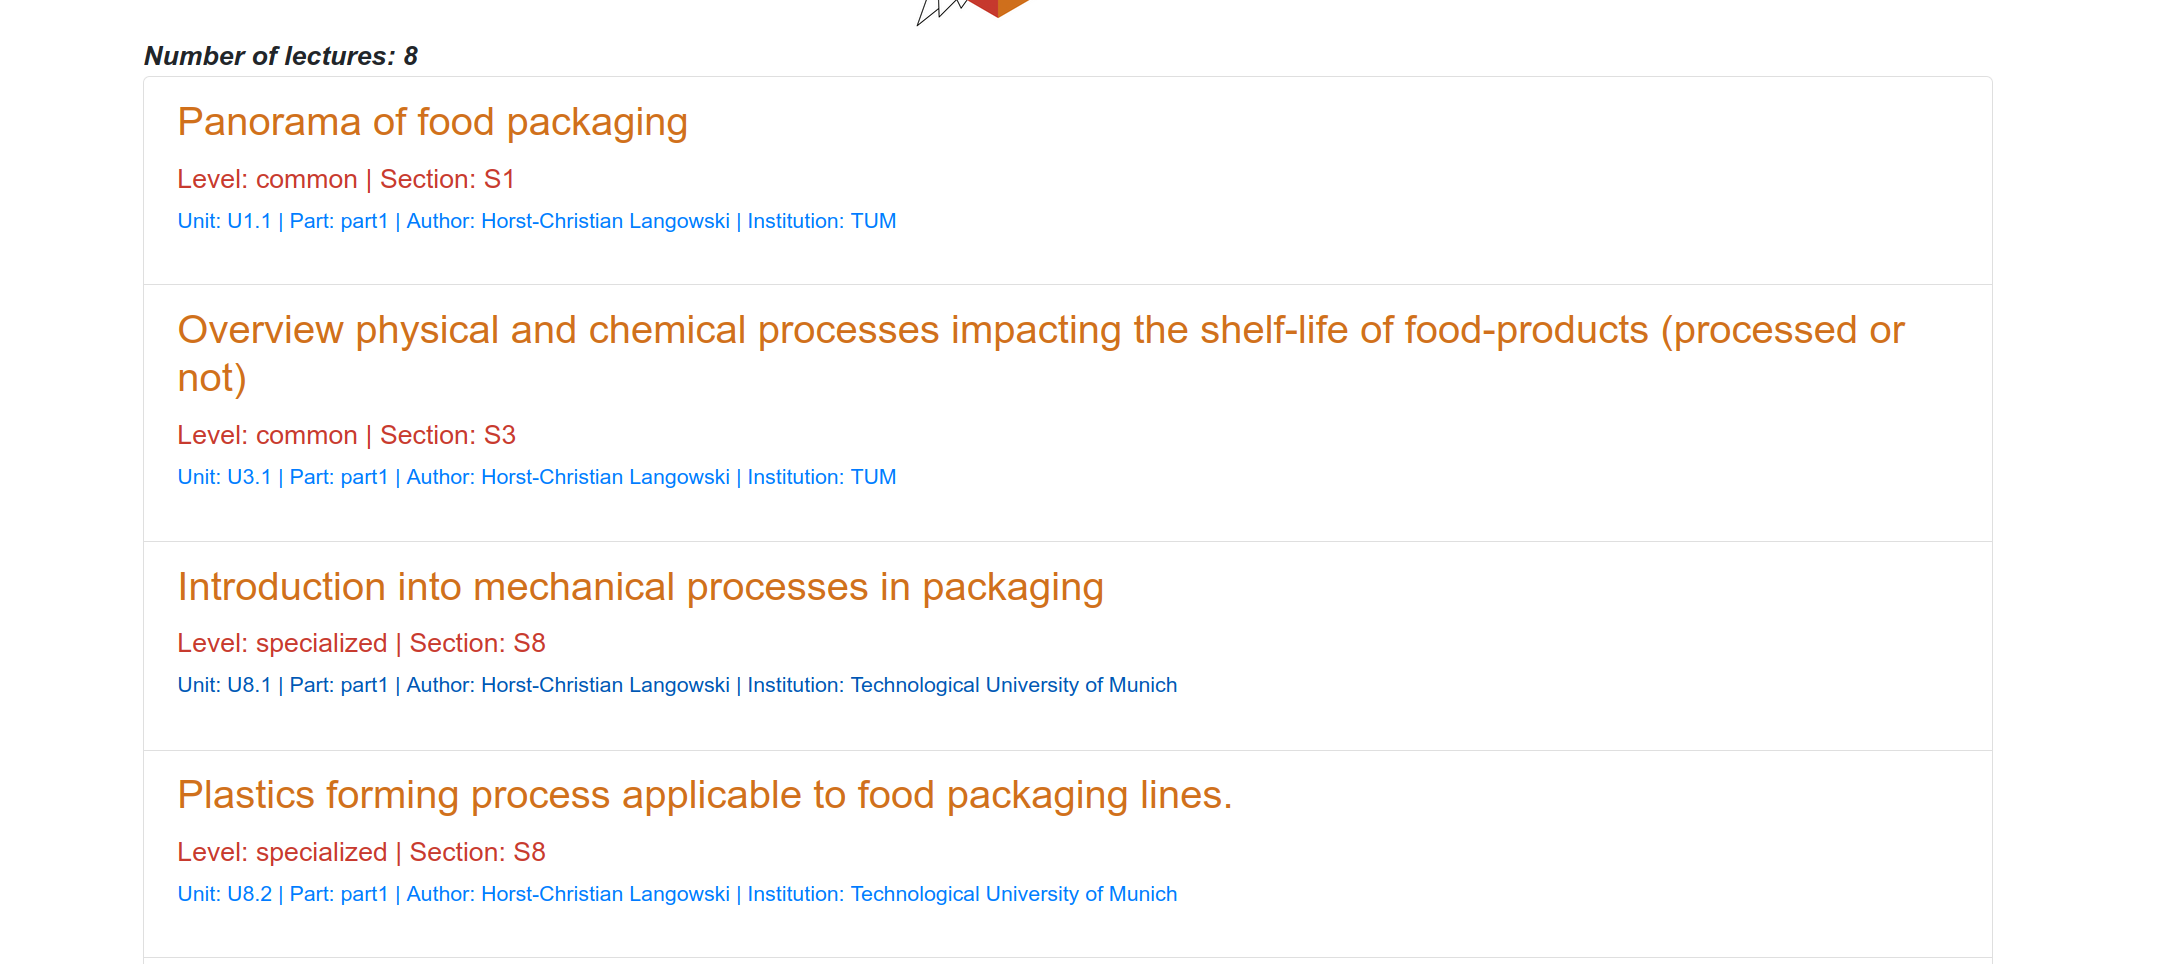 Number of lectures: 8
Panorama of food packaging
Level: common | Section: S1
Unit: U1.1 | Part: part1 | Author: Horst-Christian Langowski | Institution: TUM
Overview physical and chemical processes impacting the shelf-life of food-products (processed or
not)
Level: common | Section: S3
Unit: U3.1 | Part: part1 | Author: Horst-Christian Langowski | Institution: TUM
Introduction into mechanical processes in packaging
Level: specialized | Section: S8
Unit: U8.1 | Part: part1 | Author: Horst-Christian Langowski | Institution: Technological University of Munich
Plastics forming process applicable to food packaging lines.
Level: specialized | Section: S8
Unit: U8.2 | Part: part1 | Author: Horst-Christian Langowski | Institution: Technological University of Munich